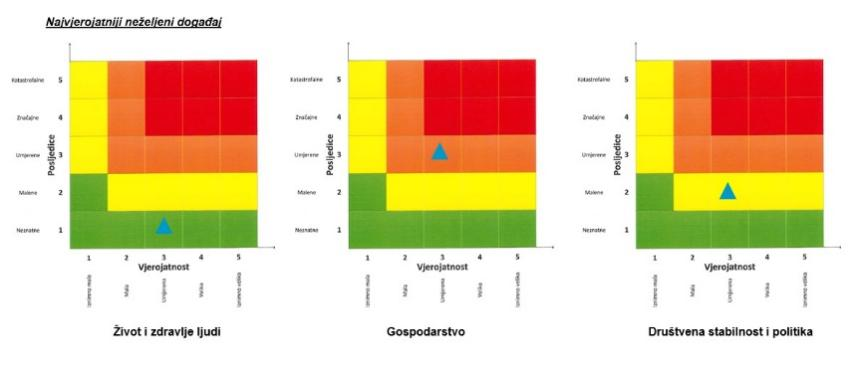 Najvjerojatniji neželjeni događaj
Katastrofalne 5
Značajne 4
Umjerene 3
Malene 2
Neznatne 1
Posljedice
1 2 3 4 5
Vjerojatnost
Iznimno mala
Mala
Umjerena
Velika
Iznimno velika
Život i zdravlje ljudi
Katastrofalne 5
Značajne 4
Umjerene 3
Malene 2
Neznatne 1
Posljedice
1 2 3 4 5
Vjerojatnost
Iznimno mala
Mala
Umjerena
Velika
Iznimno velika
Gospodarstvo
Katastrofalne 5
Značajne 4
Umjerene 3
Malene 2
Neznatne 1
Posljedice
1 2 3 4 5
Vjerojatnost
Iznimno mala
Mala
Umjerena
Velika
Iznimno velika
Društvena stabilnost i politika